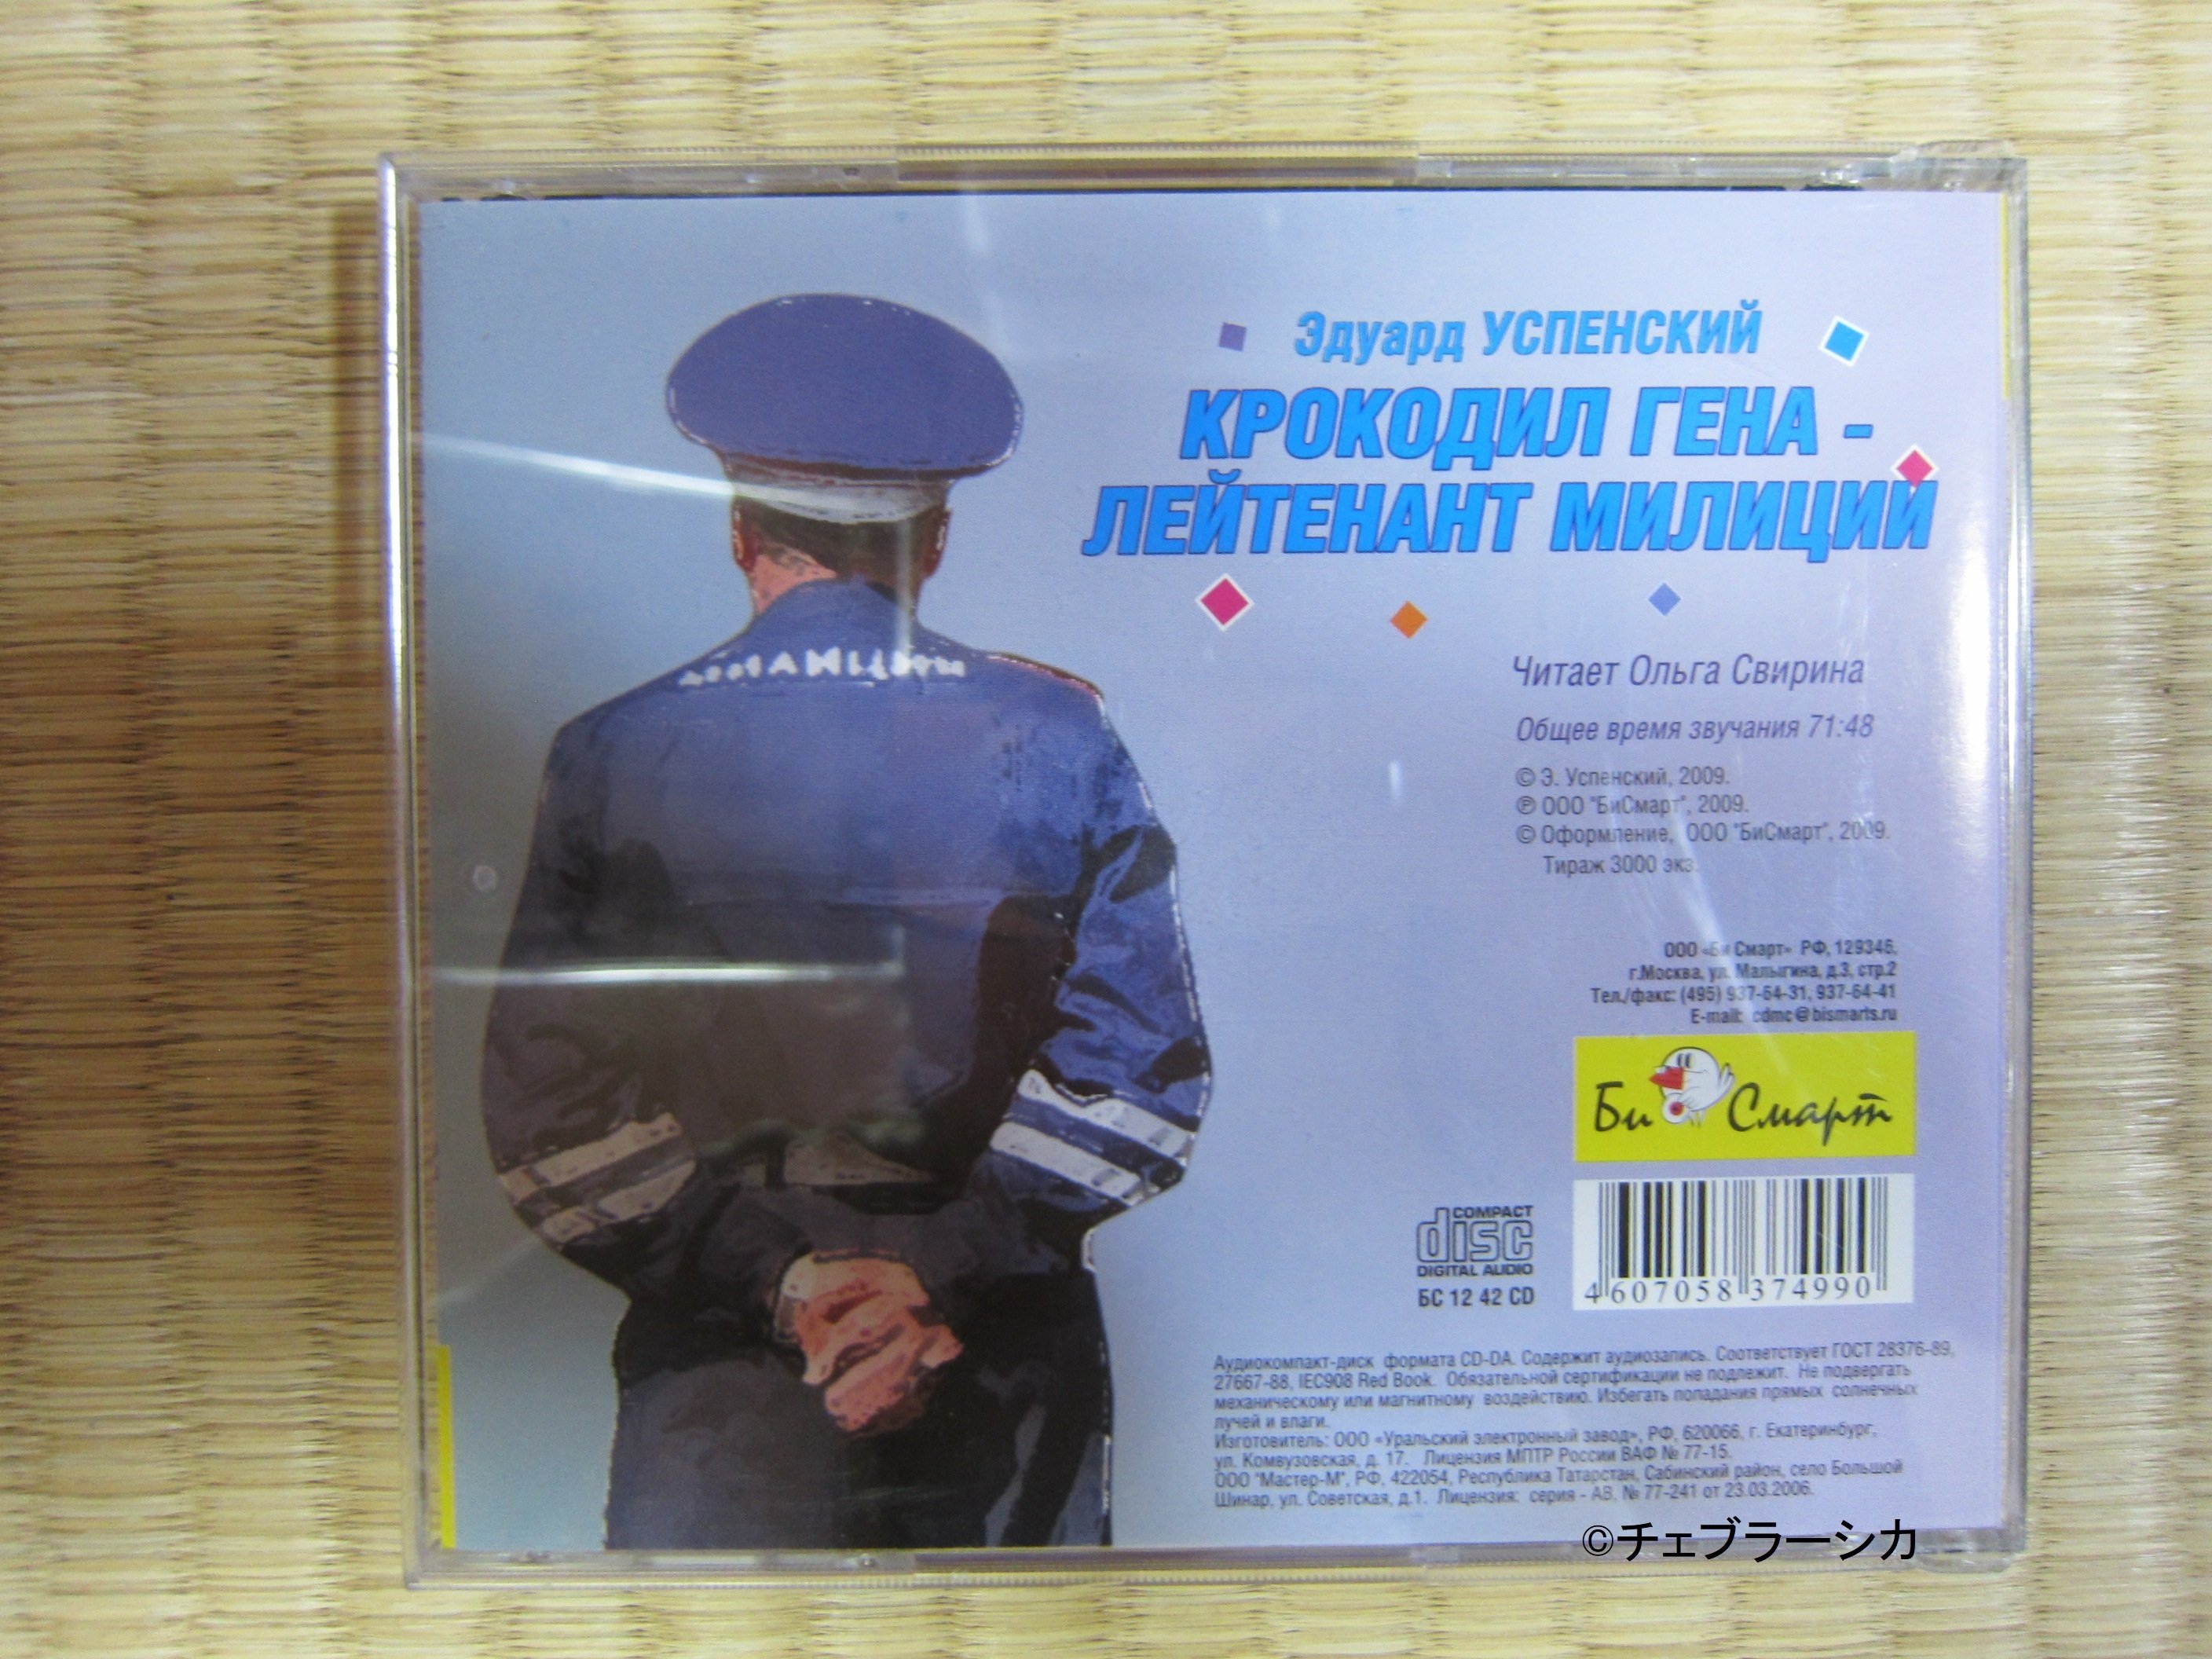 Эдуард УСПЕНСКИЙ
КРОКОДИЛ ГЕНА -
ЛЕЙТЕНАНТ МИЛИЦИИ
Читает Ольга Свирина
Общее время звучания 71:48
© Э. Успенский, 2009.
℗ ООО "БиСмарт", 2009.
© Оформление, ООО "БиСмарт", 2009.
Тираж 3000 экз.
ООО «Би Смарт» РФ, 129346,
г.Москва, ул. Малыгина, д.3, стр.2
Тел./факс: (495) 937-64-31, 937-64-41
E-mail: cdmc@bismarts.ru
Би Смарт
COMPACT
disc
DIGITAL AUDIO
БС 12 42 CD
4 607058 374990
Аудиокомпакт-диск формата CD-DA. Содержит аудиозапись. Соответствует ГОСТ 28376-89,
27667-88, IEC908 Red Book. Обязательной сертификации не подлежит. Не подвергать
механическому или магнитному воздействию. Избегать попадания прямых солнечных
лучей и влаги.
Изготовитель: ООО «Уральский электронный завод», РФ, 620066, г. Екатеринбург,
ул. Комвузовская, д. 17. Лицензия МПТР России ВАФ № 77-15.
ООО "Мастер-М", РФ, 422054, Республика Татарстан, Сабинский район, село Большой
Шинар, ул. Советская, д.1. Лицензия: серия - АВ, № 77-241 от 23.03.2006.
©チェブラーシカ